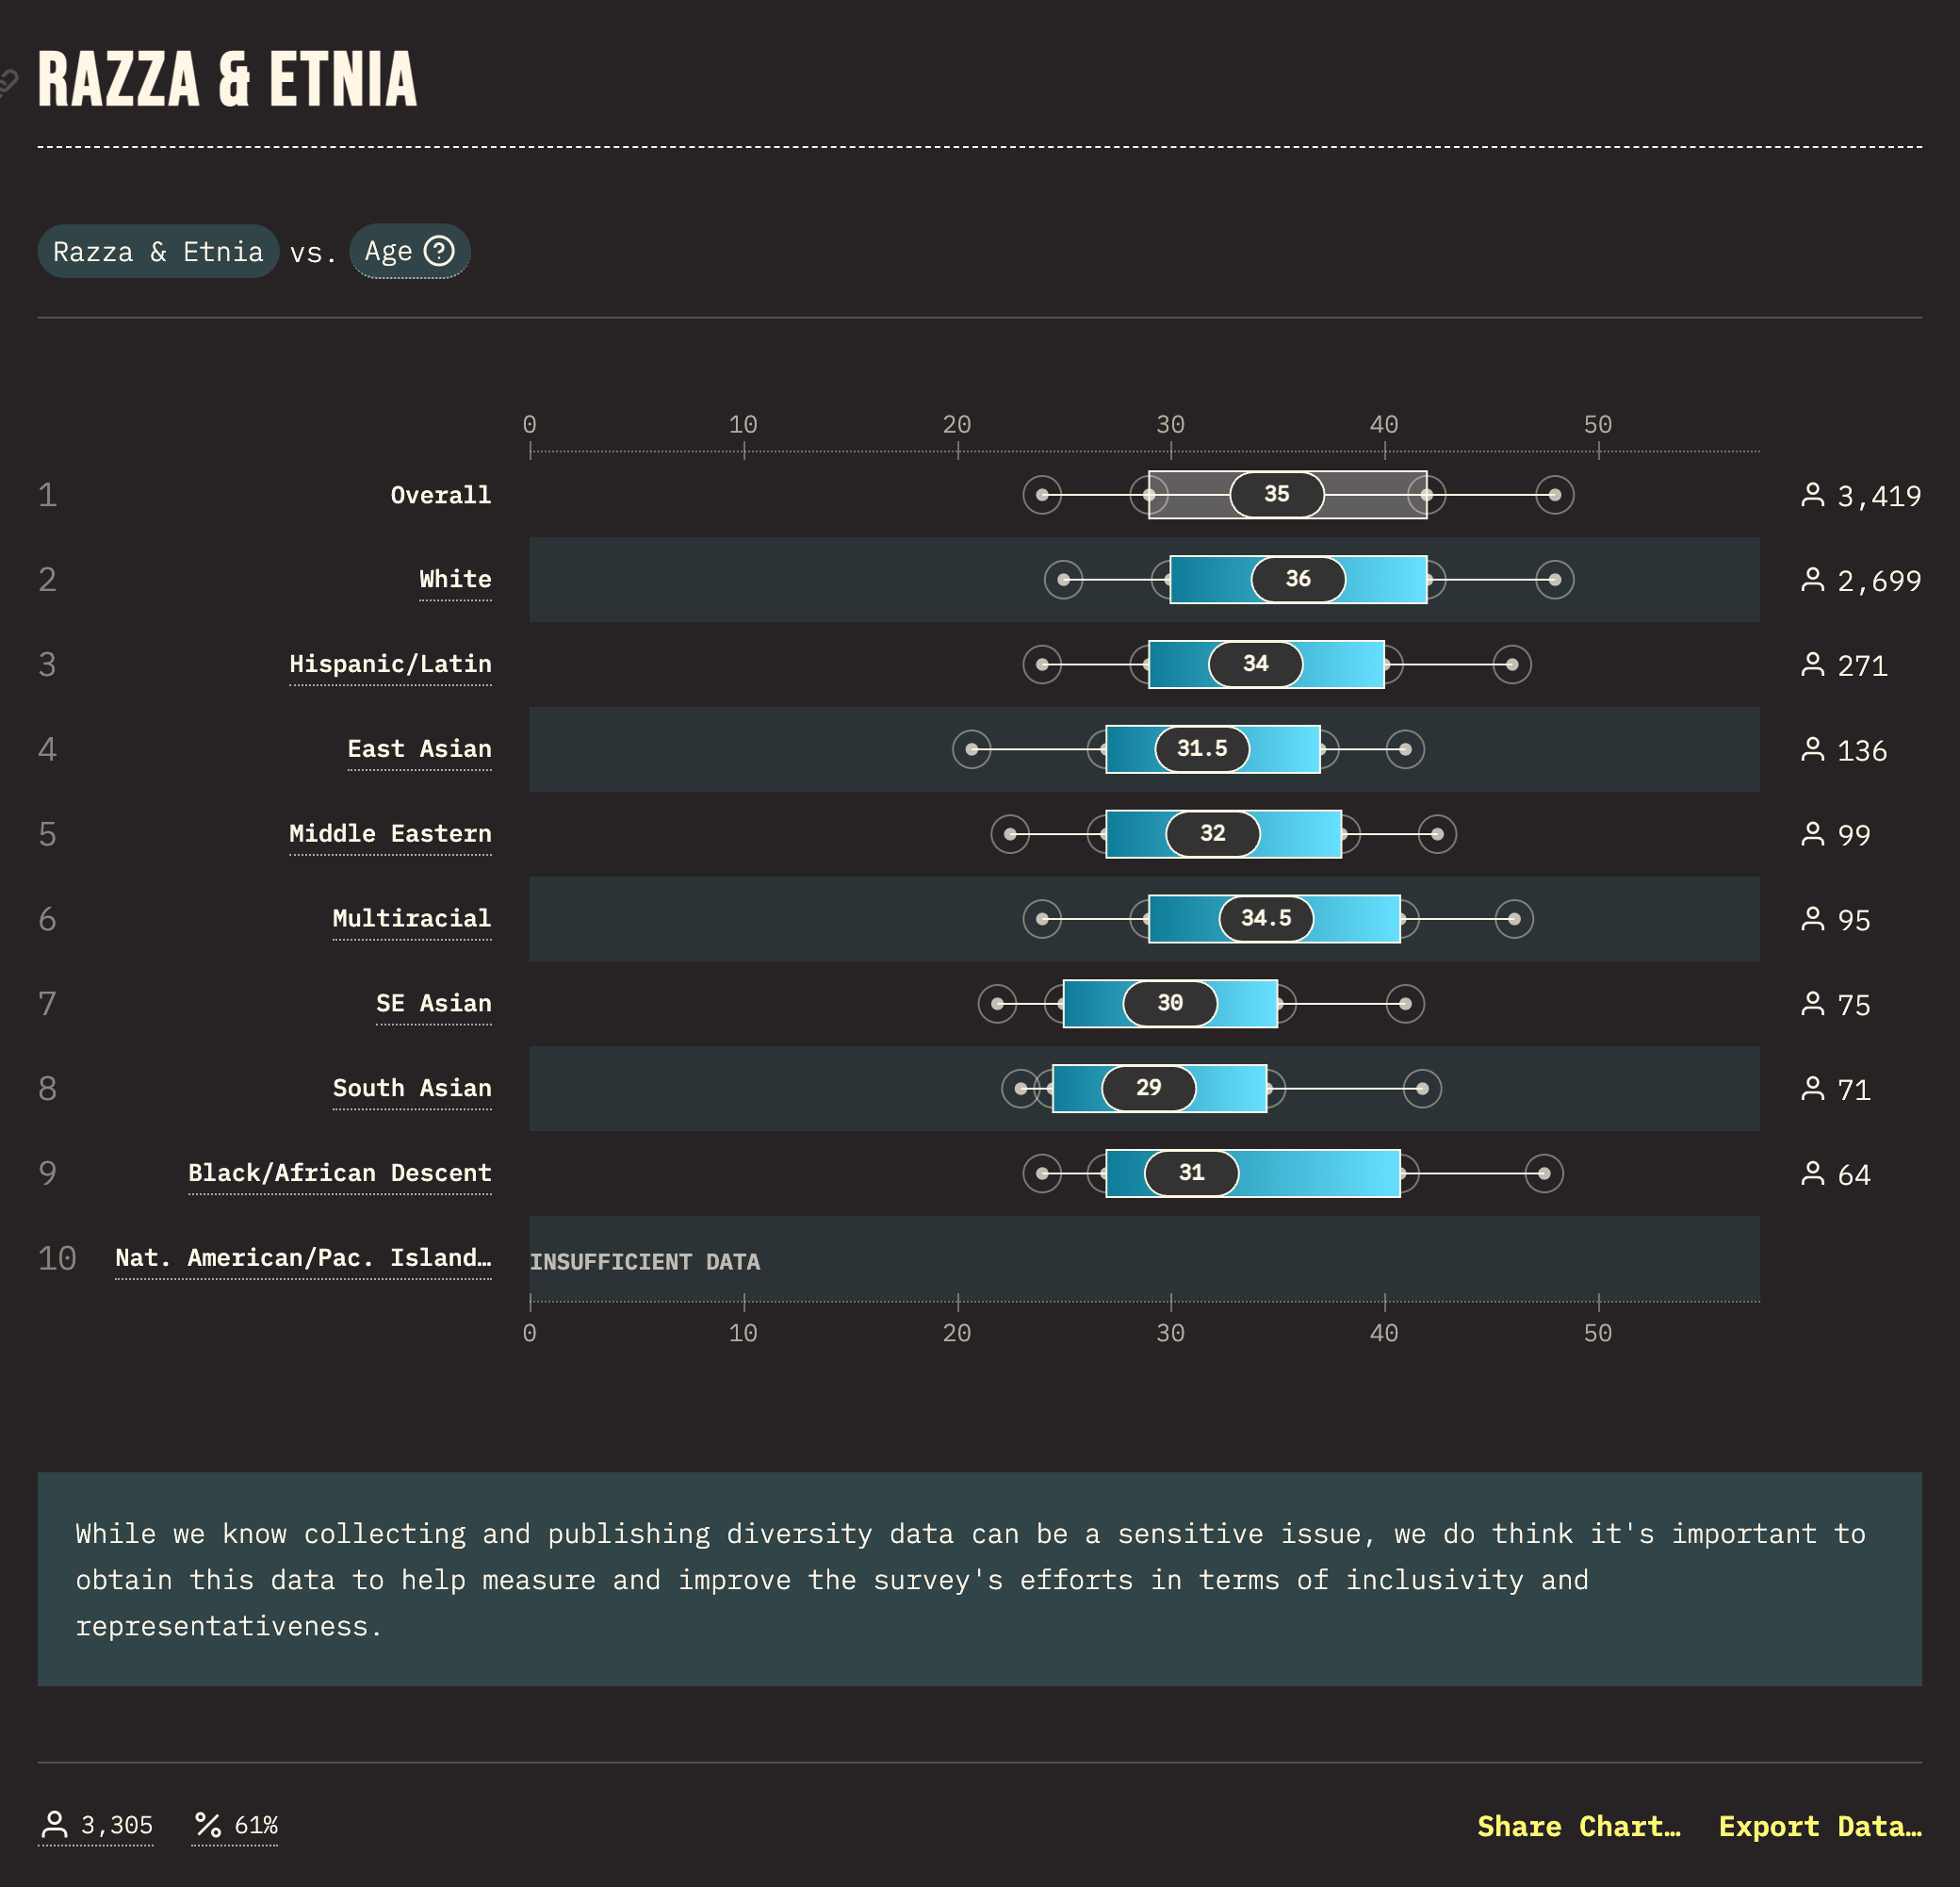 RAZZA & ETNIA
Razza & Etnia vs. Age ?
0 10 20 30 40 50
1 Overall 35 3,419
2 White 36 2,699
3 Hispanic/Latin 34 271
4 East Asian 31.5 136
5 Middle Eastern 32 99
6 Multiracial 34.5 95
7 SE Asian 30 75
8 South Asian 29 71
9 Black/African Descent 31 64
10 Nat. American/Pac. Island… INSUFFICIENT DATA
0 10 20 30 40 50
While we know collecting and publishing diversity data can be a sensitive issue, we do think it's important to
obtain this data to help measure and improve the survey's efforts in terms of inclusivity and
representativeness.
3,305 % 61% Share Chart… Export Data…